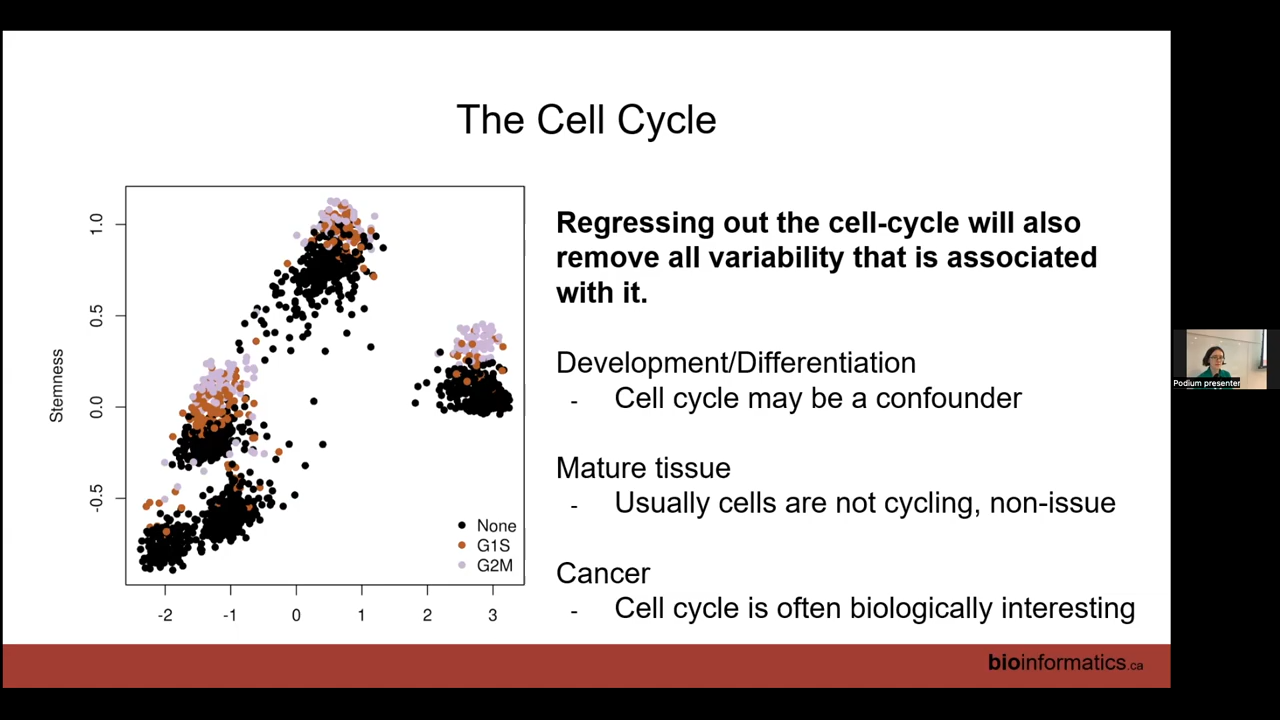 The Cell Cycle
Regressing out the cell-cycle will also
remove all variability that is associated
with it.
Development/Differentiation
- Cell cycle may be a confounder
Mature tissue
- Usually cells are not cycling, non-issue
Cancer
- Cell cycle is often biologically interesting
Stemness
1.0
0.5
0.0
-0.5
-2 -1 0 1 2 3
None
G1S
G2M
bioinformatics.ca
Podium presenter